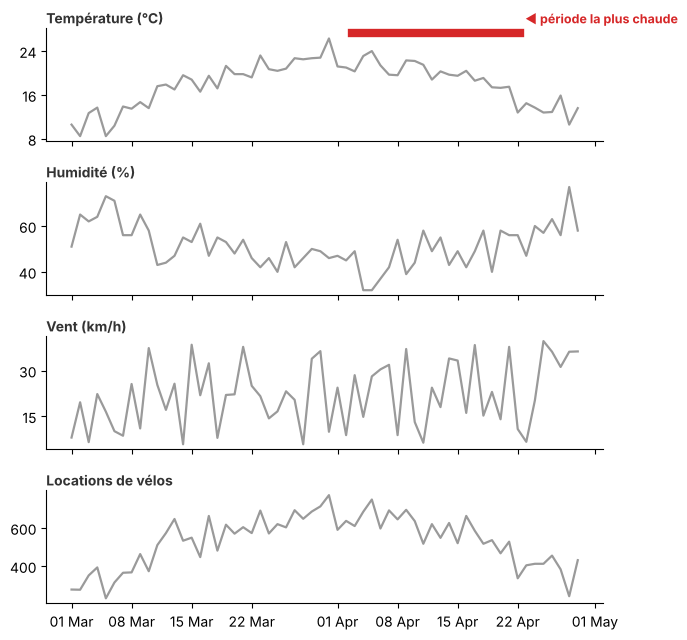 Température (°C)
◀ période la plus chaude
24
16
8
Humidité (%)
60
40
Vent (km/h)
30
15
Locations de vélos
600
400
01 Mar 08 Mar 15 Mar 22 Mar 01 Apr 08 Apr 15 Apr 22 Apr 01 May